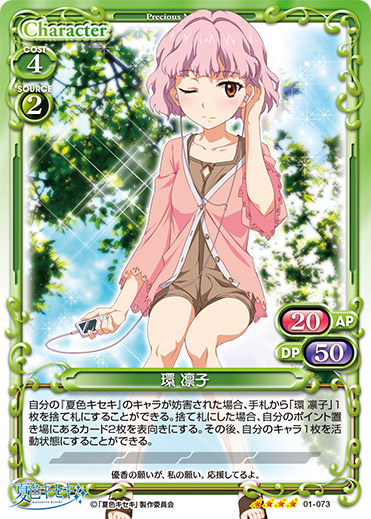 Precious
Character
COST
4
SOURCE
2
20 AP
DP 50
環 凛子
自分の「夏色キセキ」のキャラが妨害された場合、手札から「環 凛子」1
枚を捨て札にすることができる。捨て札にした場合、自分のポイント置
き場にあるカード2枚を表向きにする。その後、自分のキャラ1枚を活
動状態にすることができる。
優香の願いが、私の願い。応援してるよ。
夏色キセキ
©「夏色キセキ」製作委員会
01-073